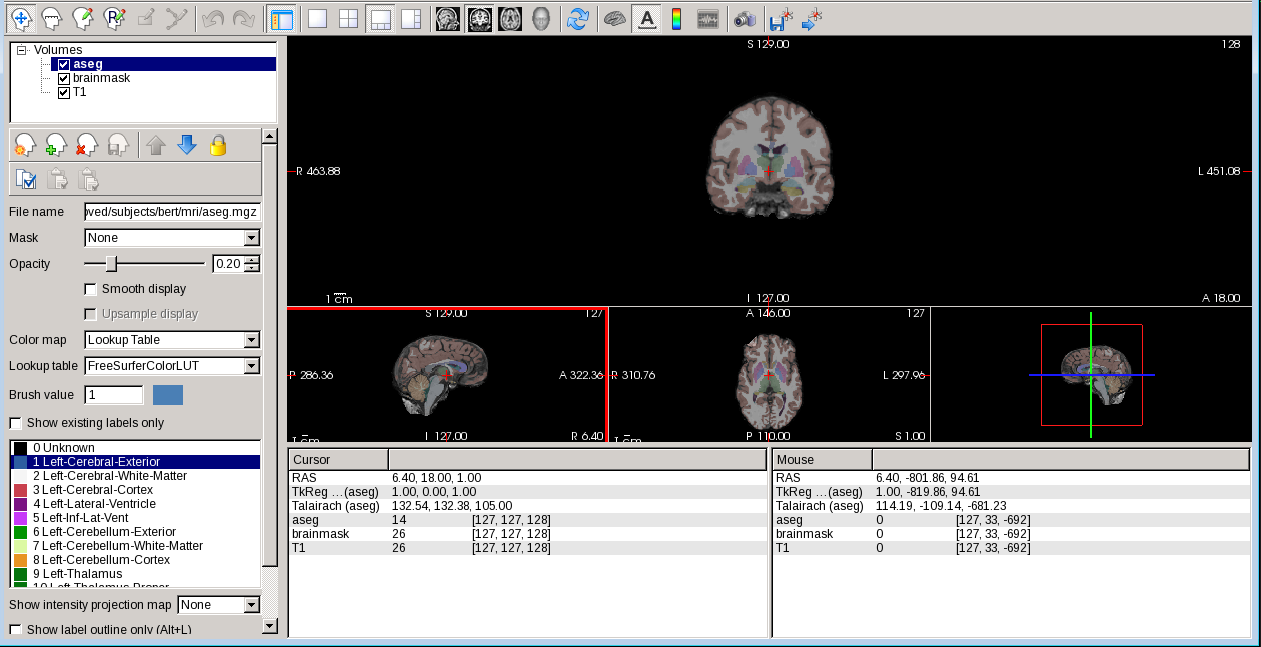 R
A
Volumes
aseg
brainmask
T1
File name ved/subjects/bert/mri/aseg.mgz
Mask None
Opacity 0.20
Smooth display
Upsample display
Color map Lookup Table
Lookup table FreeSurferColorLUT
Brush value 1
Show existing labels only
0 Unknown
1 Left-Cerebral-Exterior
2 Left-Cerebral-White-Matter
3 Left-Cerebral-Cortex
4 Left-Lateral-Ventricle
5 Left-Inf-Lat-Vent
6 Left-Cerebellum-Exterior
7 Left-Cerebellum-White-Matter
8 Left-Cerebellum-Cortex
9 Left-Thalamus
10 Left-Thalamus-Proper
Show intensity projection map None
Show label outline only (Alt+L)
S 129.00 128
R 463.88 L 451.08
1 cm I 127.00 A 18.00
S 129.00 127
P 286.36 A 322.36
1 cm I 127.00 R 6.40
A 146.00 127
R 310.76 L 297.96
1 cm P 110.00 S 1.00
Cursor
RAS 6.40, 18.00, 1.00
TkReg ...(aseg) 1.00, 0.00, 1.00
Talairach (aseg) 132.54, 132.38, 105.00
aseg 14 [127, 127, 128]
brainmask 26 [127, 127, 128]
T1 26 [127, 127, 128]
Mouse
RAS 6.40, -801.86, 94.61
TkReg ...(aseg) 1.00, -819.86, 94.61
Talairach (aseg) 114.19, -109.14, -681.23
aseg 0 [127, 33, -692]
brainmask 0 [127, 33, -692]
T1 0 [127, 33, -692]